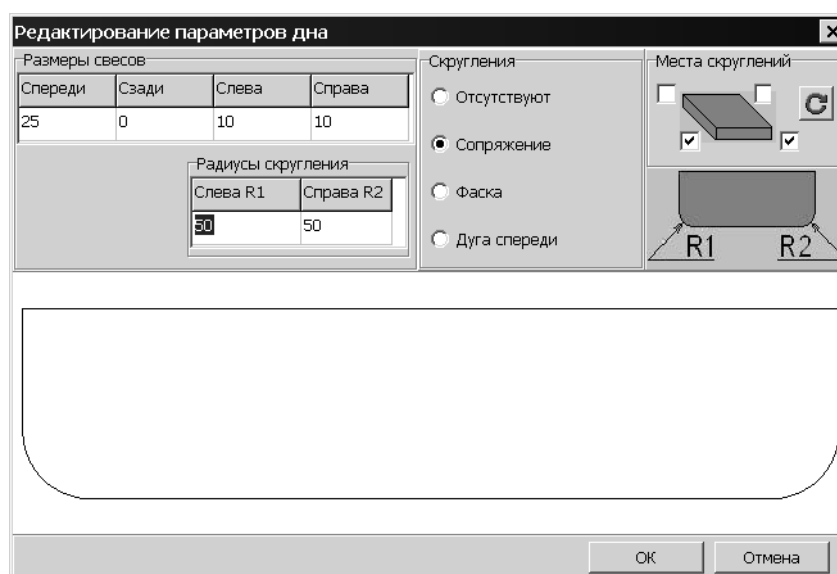 Редактирование параметров дна
Размеры свесов
Спереди Сзади Слева Справа
25 0 10 10
Радиусы скругления
Слева R1 Справа R2
50 50
Скругления
Отсутствуют
Сопряжение
Фаска
Дуга спереди
Места скруглений
R1 R2
ОК Отмена